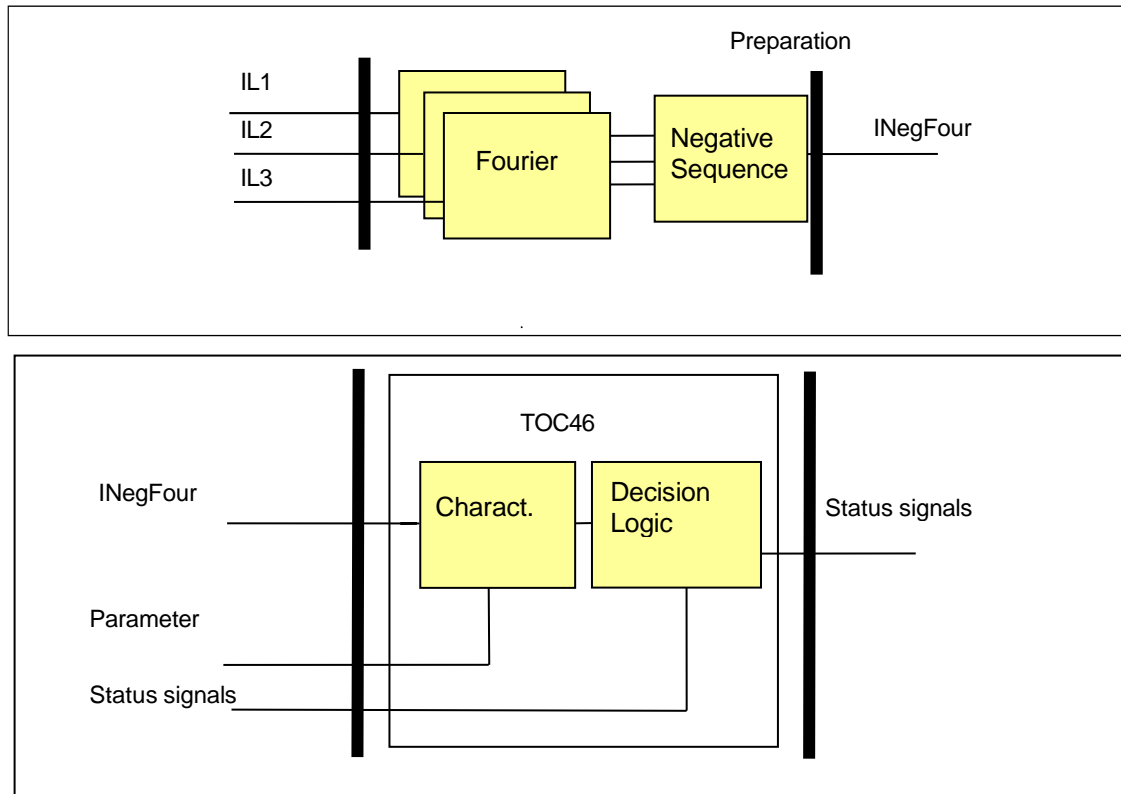 Preparation
IL1
IL2
IL3
Fourier
Negative
Sequence
INegFour
.
TOC46
INegFour
Charact.
Decision
Logic
Status signals
Parameter
Status signals